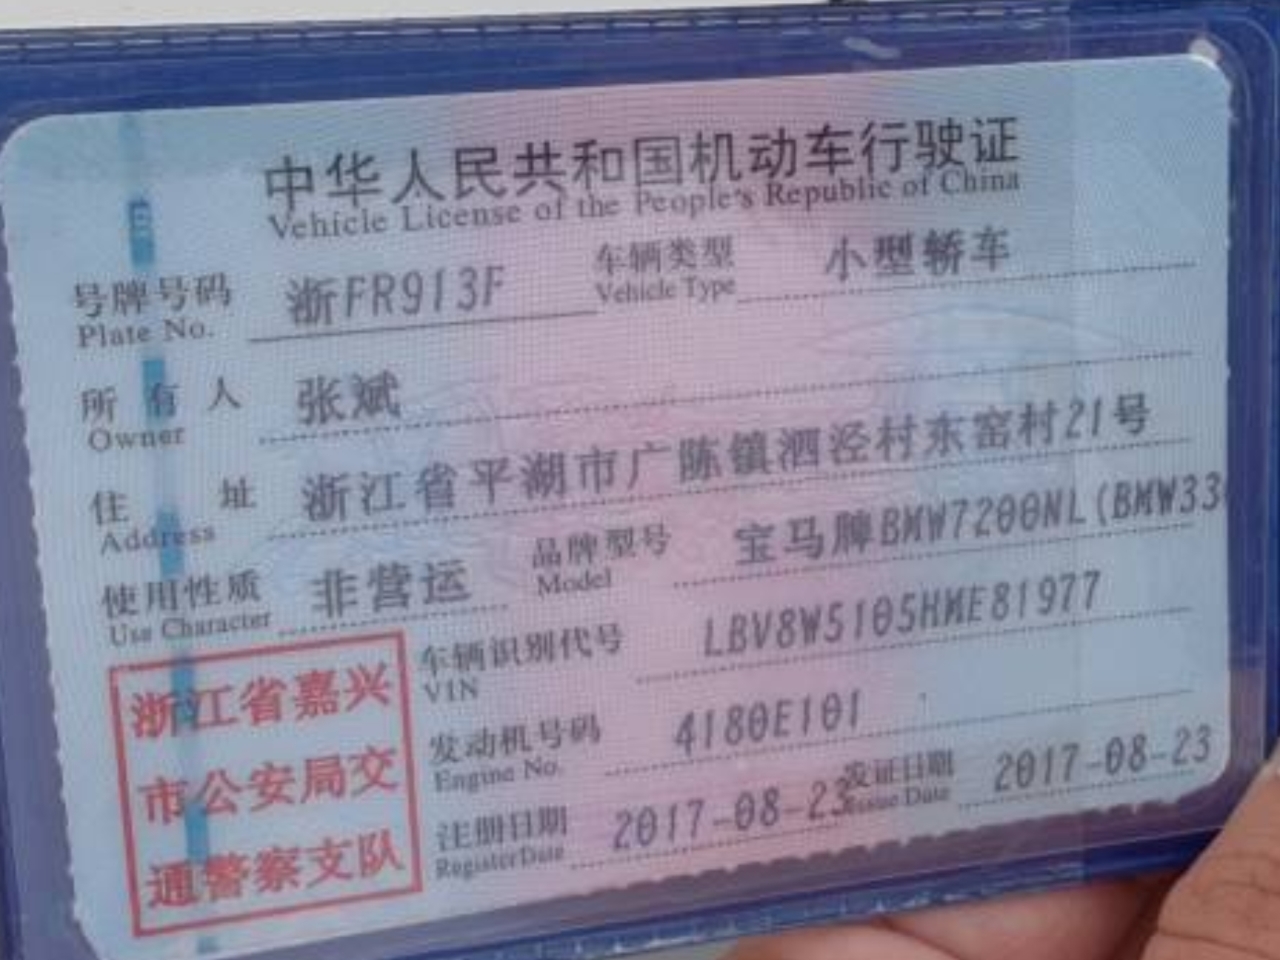 中华人民共和国机动车行驶证
Vehicle License of the People's Republic of China
号牌号码 浙FR913F 车辆类型 小型轿车
Plate No. Vehicle Type
所有人 张斌
Owner
住址 浙江省平湖市广陈镇泗泾村东窑村21号
Address
使用性质 非营运 品牌型号 宝马牌BMW7200NL(BMW33
Use Character Model
浙江省嘉兴
市公安局交
通警察支队
车辆识别代号 LBV8W5105HME81977
VIN
发动机号码 4180E101
Engine No.
注册日期 2017-08-23 发证日期 2017-08-23
Register Date Issue Date